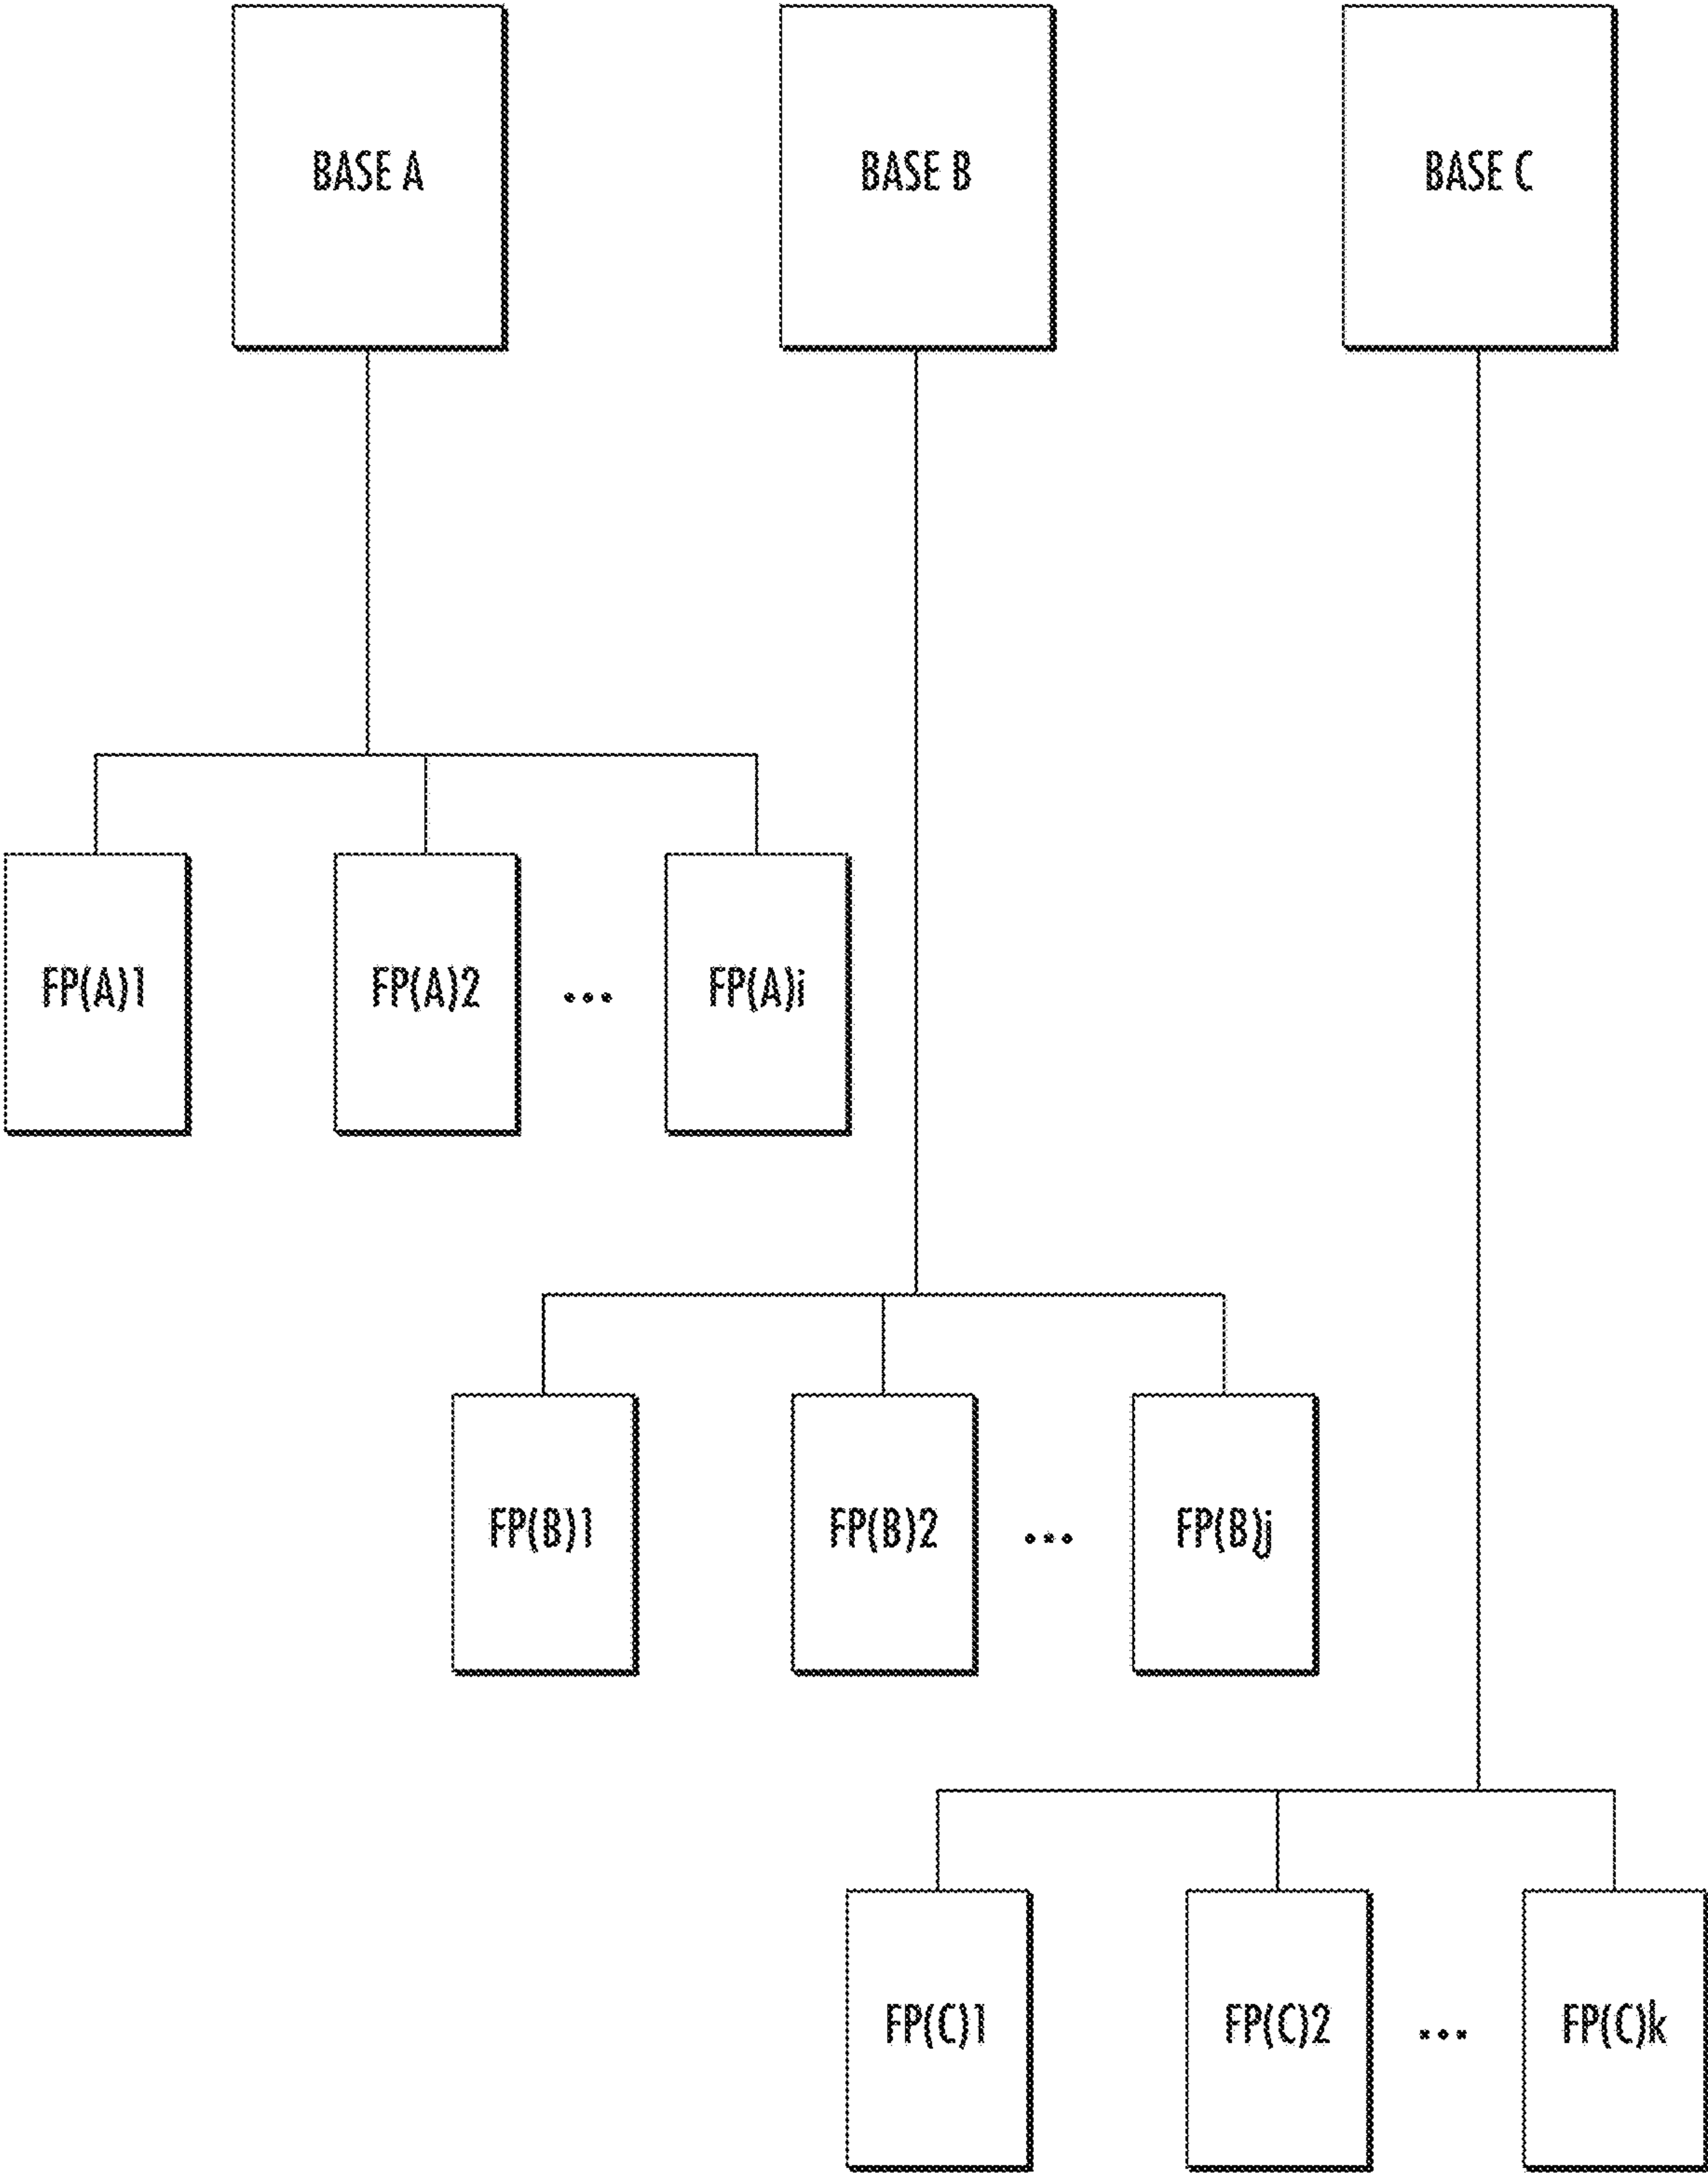 BASE A
BASE B
BASE C
FP(A)1
FP(A)2
...
FP(A)i
FP(B)1
FP(B)2
...
FP(B)j
FP(C)1
FP(C)2
...
FP(C)k